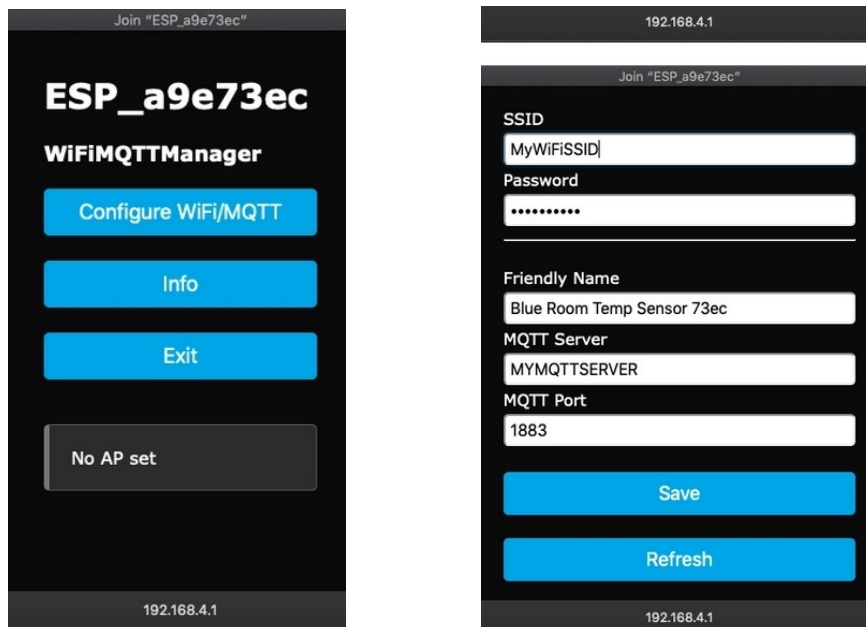 Join “ESP_a9e73ec”
ESP_a9e73ec
WiFiMQTTManager
Configure WiFi/MQTT
Info
Exit
No AP set
192.168.4.1
192.168.4.1
Join “ESP_a9e73ec”
SSID
MyWiFiSSID
Password
••••••••••
Friendly Name
Blue Room Temp Sensor 73ec
MQTT Server
MYMQTTSERVER
MQTT Port
1883
Save
Refresh
192.168.4.1